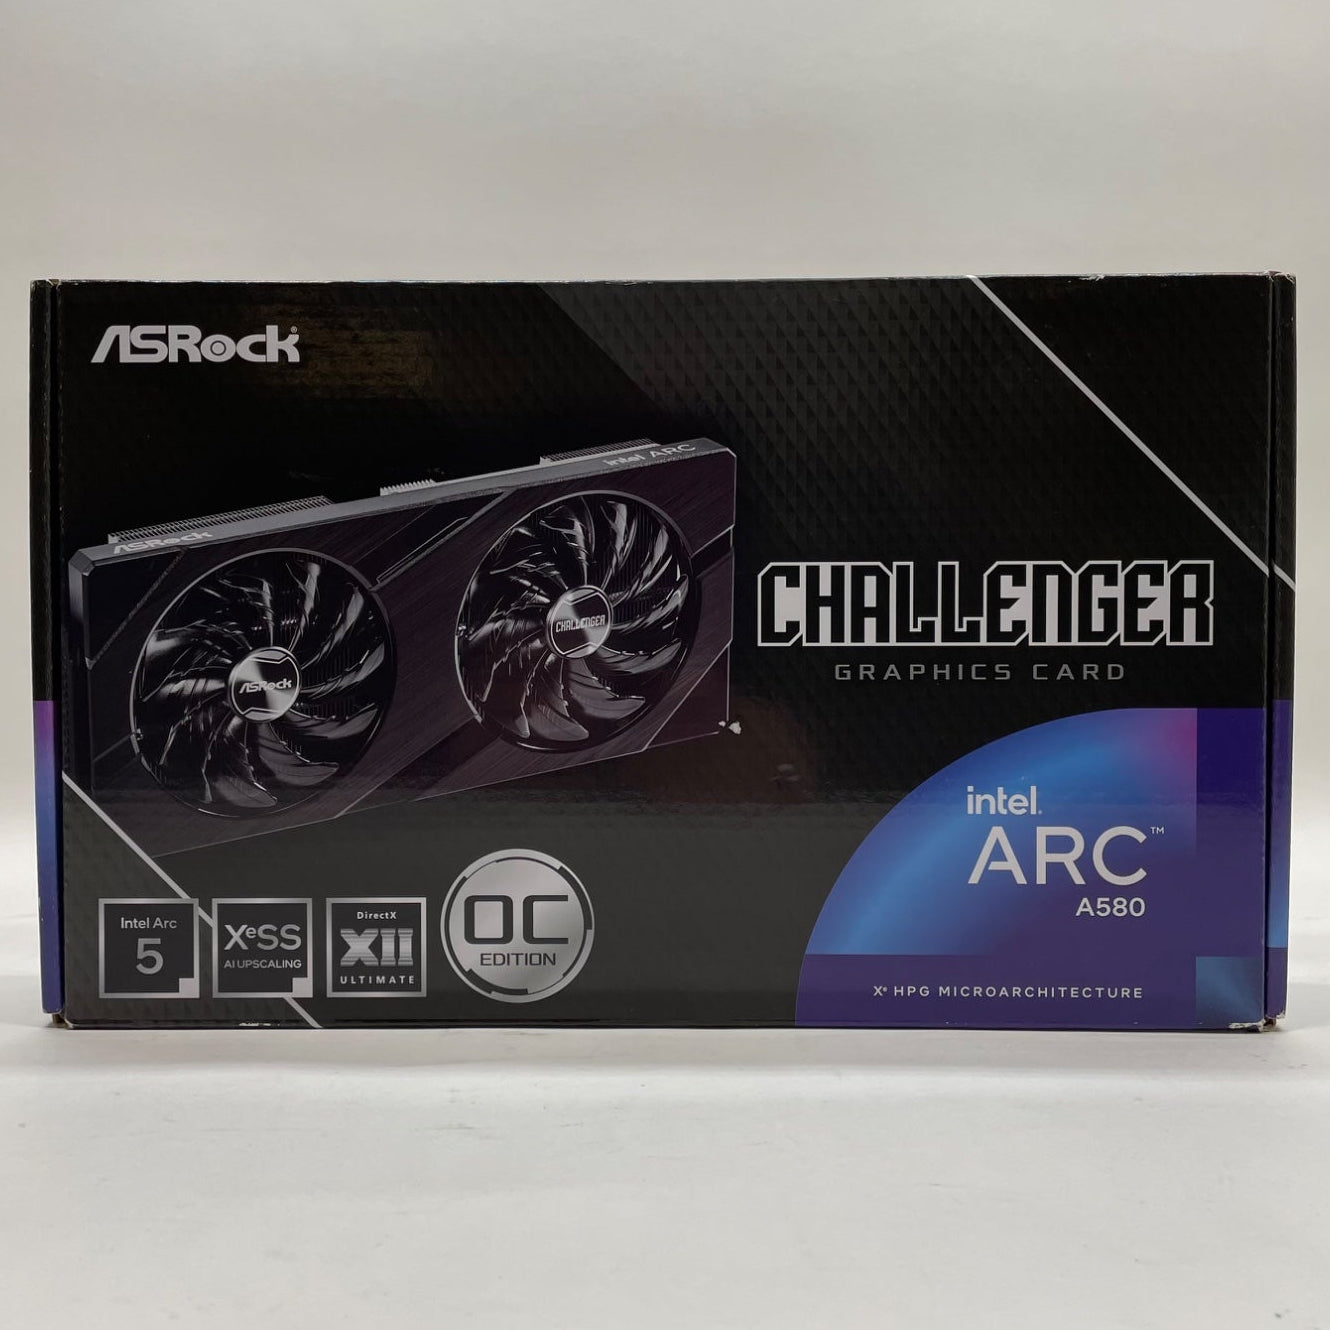 ASRock®
intel ARC
ASRock
CHALLENGER
ASRock
CHALLENGER
GRAPHICS CARD
intel.
ARC™
A580
Intel Arc
5
XᵉSS
AI UPSCALING
DirectX
XII
ULTIMATE
OC
EDITION
Xᵉ HPG MICROARCHITECTURE